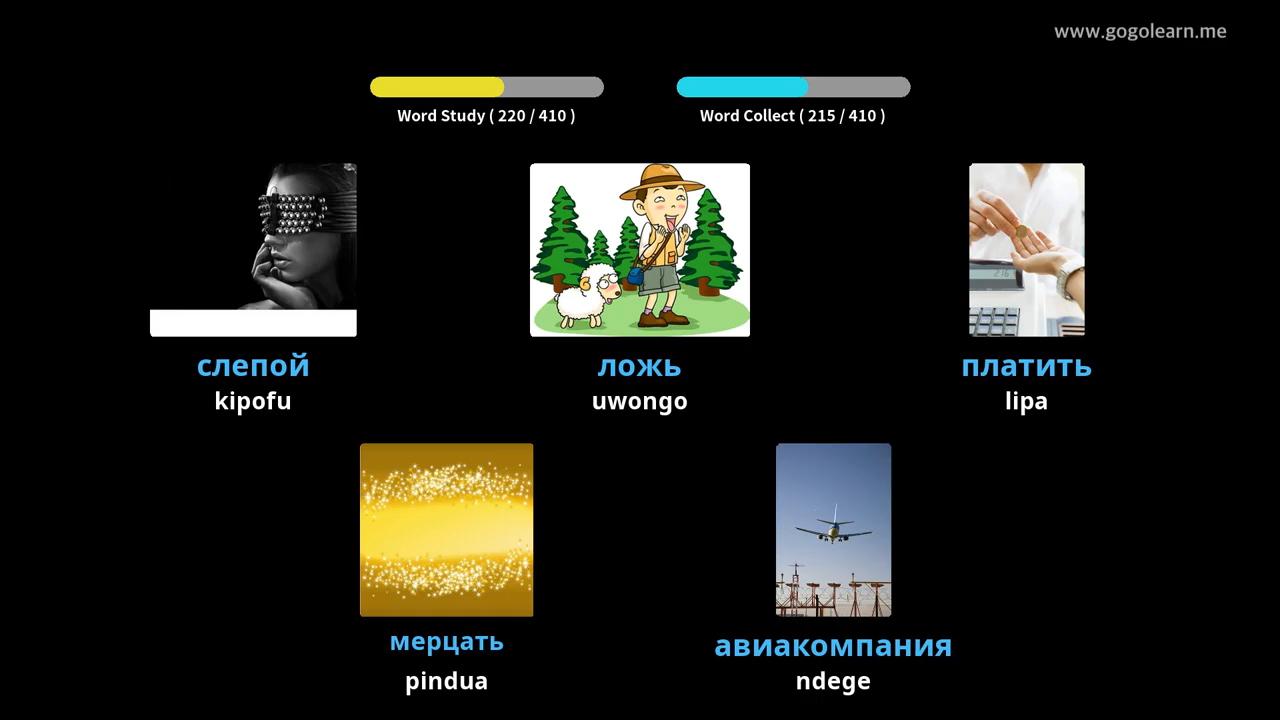 www.gogolearn.me
Word Study ( 220 / 410 )
Word Collect ( 215 / 410 )
слепой
kipofu
ложь
uwongo
платить
lipa
мерцать
pindua
авиакомпания
ndege